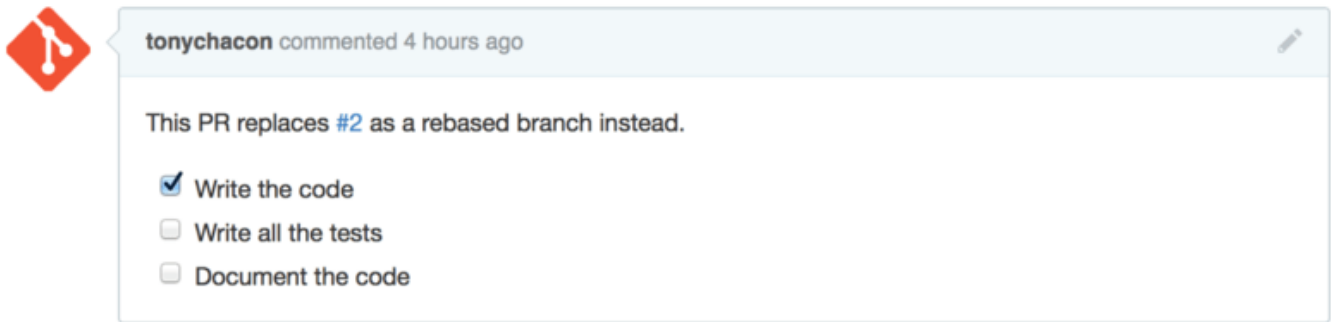 tonychacon commented 4 hours ago
This PR replaces #2 as a rebased branch instead.
Write the code
Write all the tests
Document the code